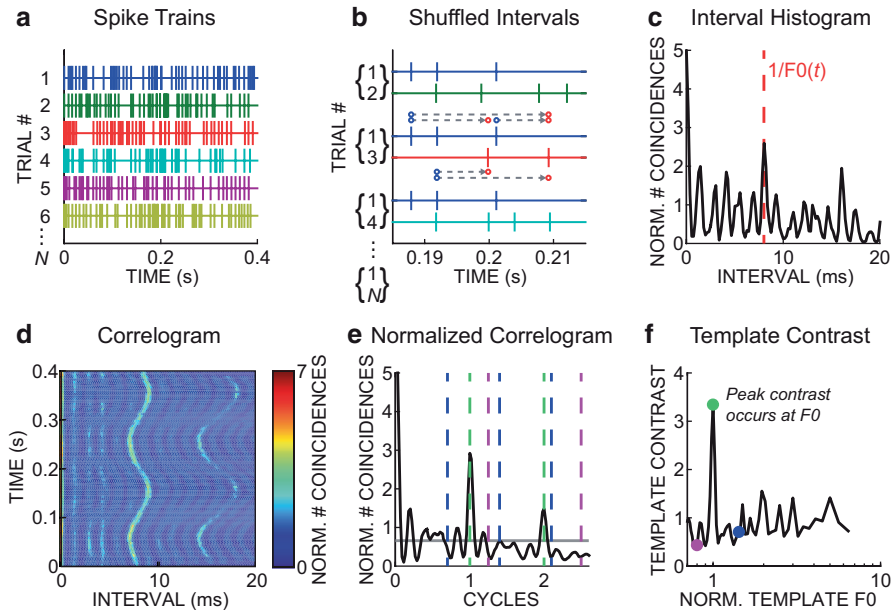 a Spike Trains
TRIAL #
1
2
3
4
5
6
...
N
0 0.1 0.2 0.3 0.4
TIME (s)
b Shuffled Intervals
TRIAL #
{1
2}
{1
3}
{1
4}
...
{1
N}
0.19 0.2 0.21
TIME (s)
c Interval Histogram
NORM. # COINCIDENCES
5
4
3
2
1
0
1/F0(t)
0 10 20
INTERVAL (ms)
d Correlogram
TIME (s)
0.4
0.3
0.2
0.1
0
0 10 20
INTERVAL (ms)
7
0
NORM. # COINCIDENCES
e Normalized Correlogram
NORM. # COINCIDENCES
5
4
3
2
1
0
0 1 2
CYCLES
f Template Contrast
TEMPLATE CONTRAST
4
3
2
1
0
Peak contrast
occurs at F0
1 10
NORM. TEMPLATE F0